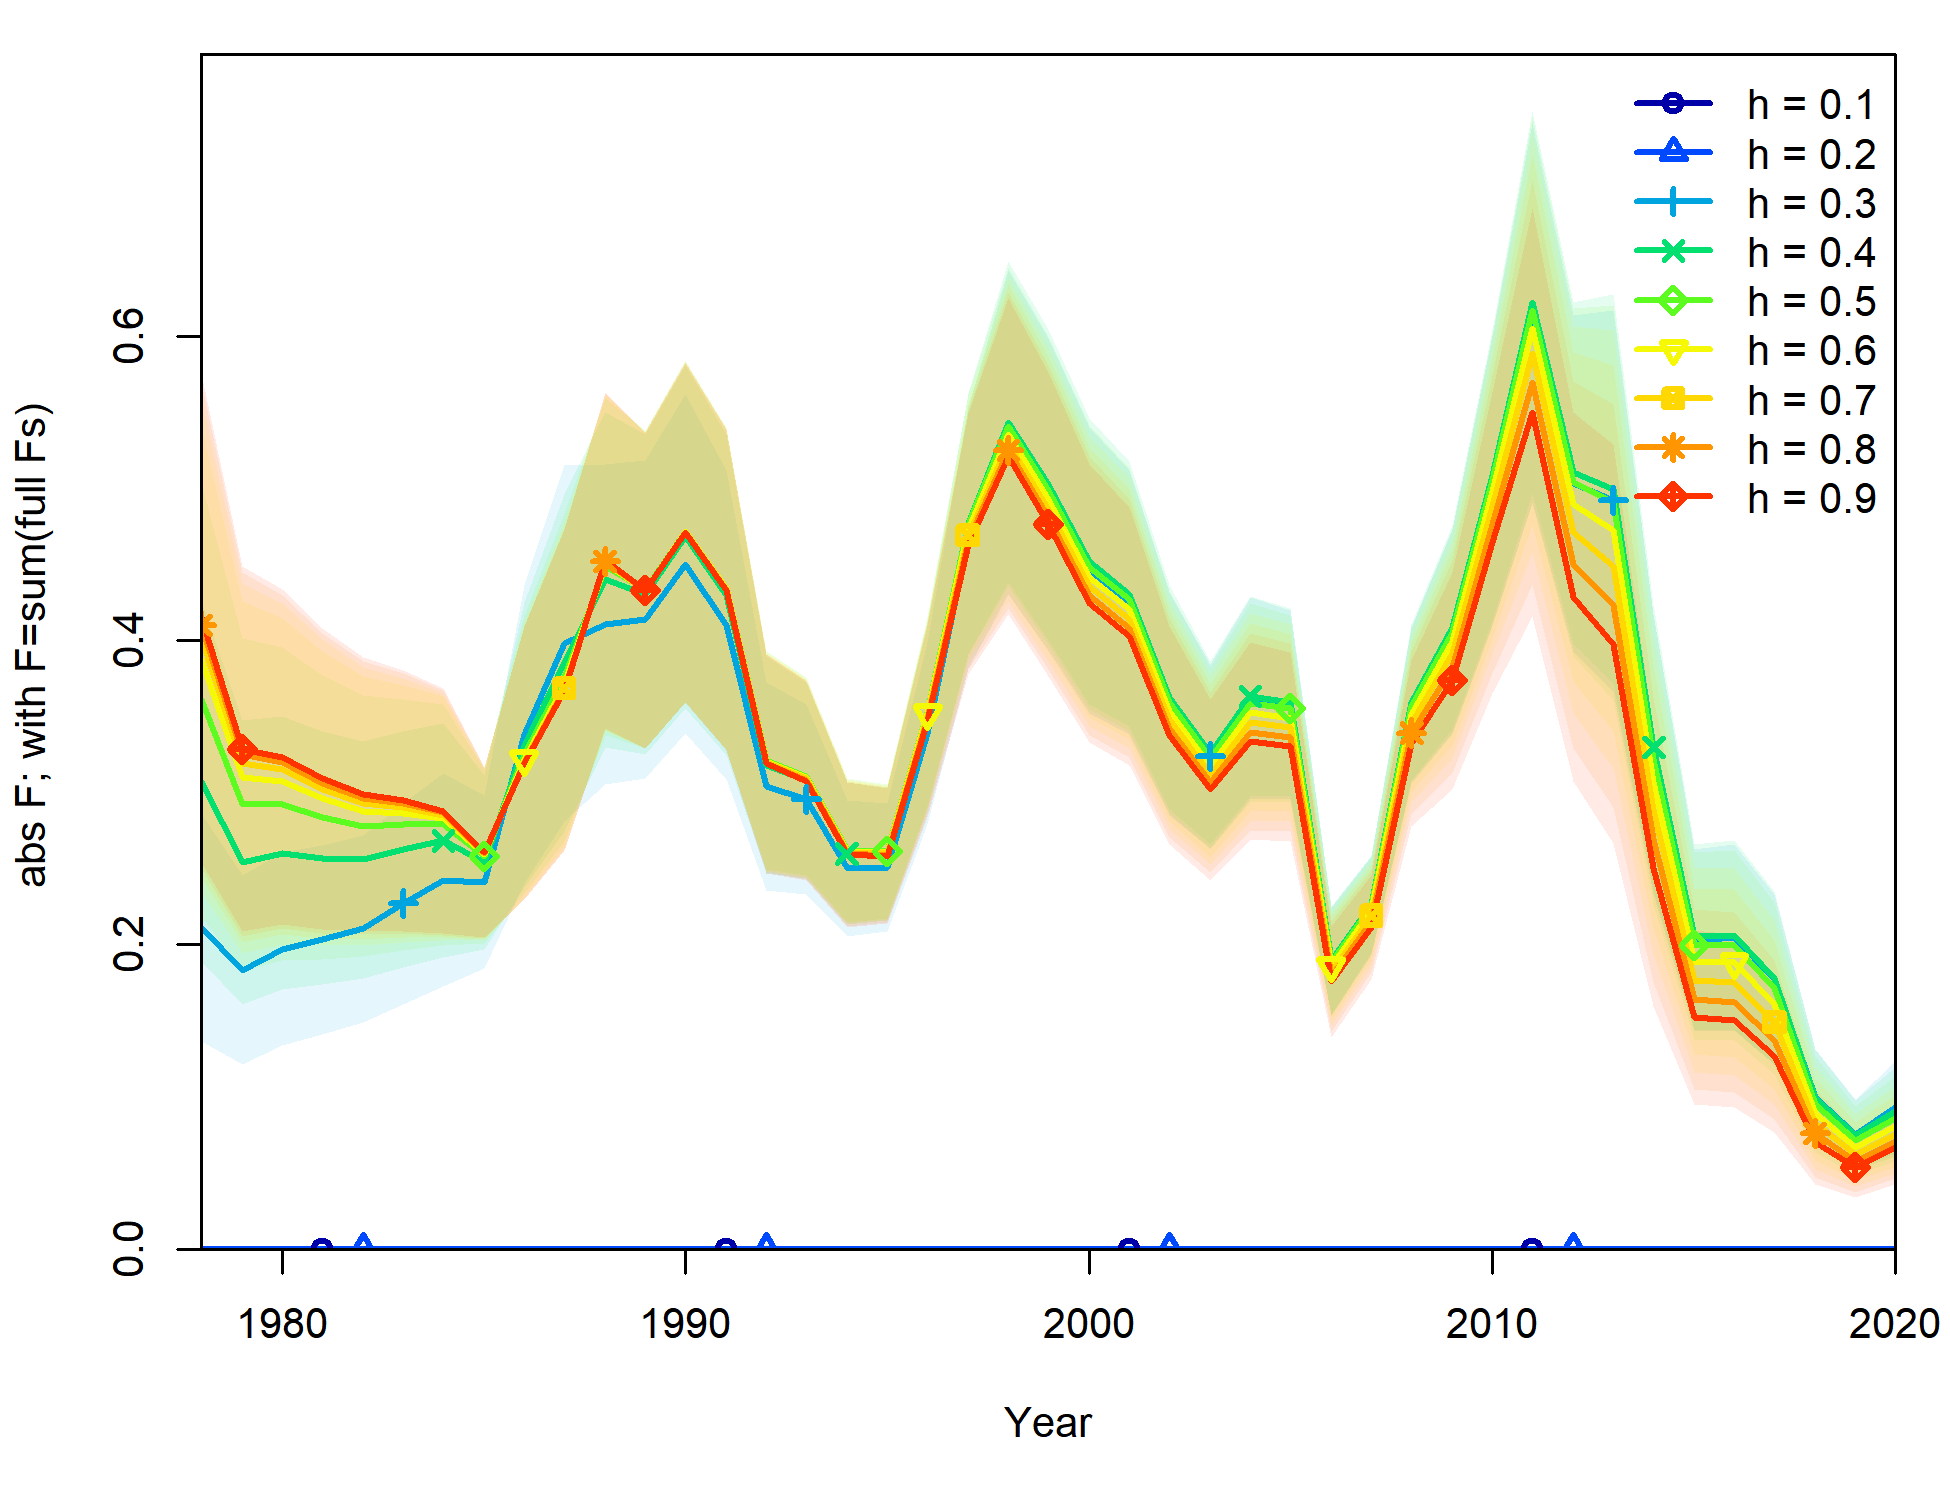 h = 0.1
h = 0.2
h = 0.3
h = 0.4
h = 0.5
h = 0.6
h = 0.7
h = 0.8
h = 0.9
abs F; with F=sum(full Fs)
0.6
0.4
0.2
0.0
1980 1990 2000 2010 2020
Year